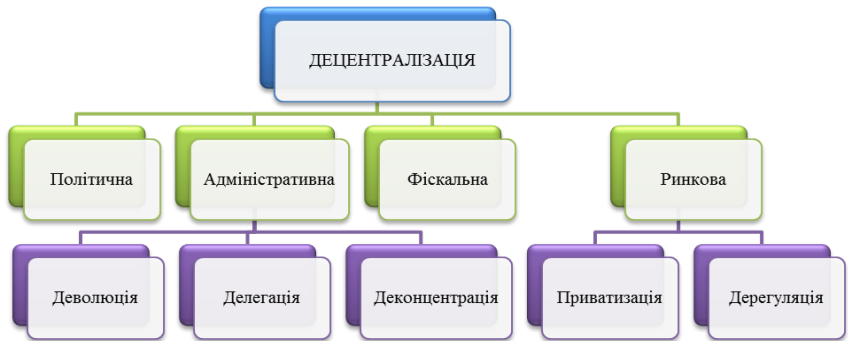 ДЕЦЕНТРАЛІЗАЦІЯ
Політична
Адміністративна
Фіскальна
Ринкова
Деволюція
Делегація
Деконцентрація
Приватизація
Дерегуляція